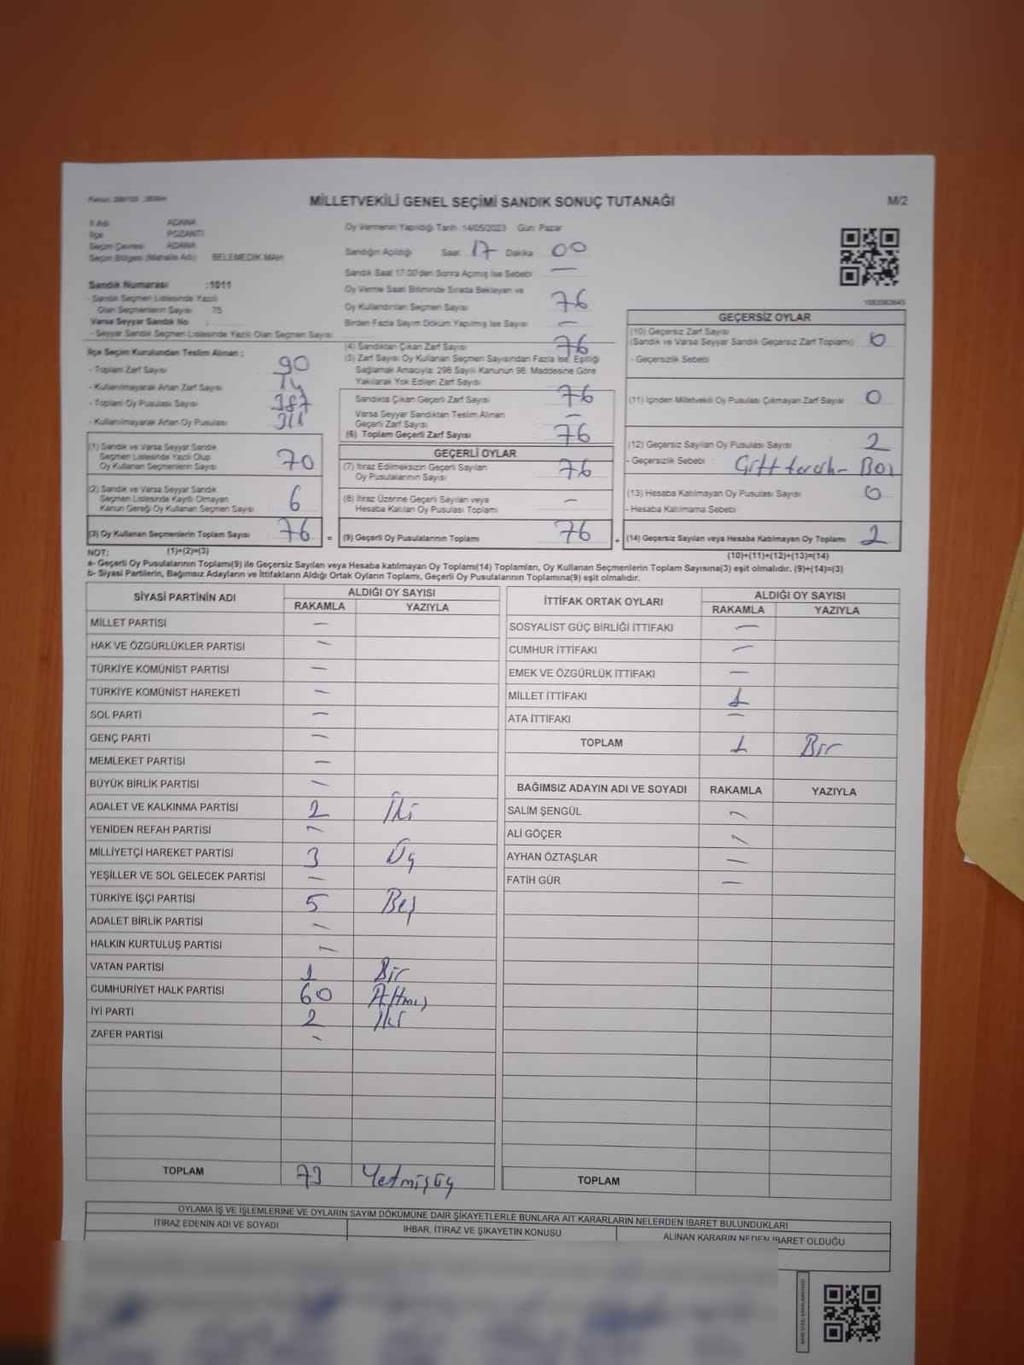 MİLLETVEKİLİ GENEL SEÇİMİ SANDIK SONUÇ TUTANAĞI
M/2
İli Adı ADANA
İlçe POZANTI
Seçim Çevresi ADANA
Seçim Bölgesi (Mahalle Adı) BELEMEDİK MAH
Sandık Numarası :1011
- Sandık Seçmen Listesinde Yazılı
Olan Seçmenlerin Sayısı 75
Varsa Seyyar Sandık No
- Seyyar Sandık Seçmen Listesinde Yazılı Olan Seçmen Sayısı
İlçe Seçim Kurulundan Teslim Alınan :
- Toplam Zarf Sayısı 90
- Kullanılmayarak Artan Zarf Sayısı 14
- Toplam Oy Pusulası Sayısı 387
- Kullanılmayarak Artan Oy Pusulası 311
(1) Sandık ve Varsa Seyyar Sandık
Seçmen Listesinde Yazılı Olup
Oy Kullanan Seçmenlerin Sayısı 70
(2) Sandık ve Varsa Seyyar Sandık
Seçmen Listesinde Kayıtlı Olmayan
Kanun Gereği Oy Kullanan Seçmen Sayısı 6
(3) Oy Kullanan Seçmenlerin Toplam Sayısı 76
(1)+(2)=(3)
Oy Vermenin Yapıldığı Tarih 14/05/2023 Gün Pazar
Sandığın Açıldığı Saat 17 Dakika 00
Sandık Saat 17:00'den Sonra Açılmış İse Sebebi —
Oy Verme Saati Bitiminde Sırada Bekleyen ve
Oy Kullandırılan Seçmen Sayısı 76
Birden Fazla Sayım Döküm Yapılmış İse Sayısı —
(4) Sandıktan Çıkan Zarf Sayısı 76
(5) Zarf Sayısı Oy Kullanan Seçmen Sayısından Fazla İse, Eşitliği
Sağlamak Amacıyla; 298 Sayılı Kanunun 98. Maddesine Göre
Yakılarak Yok Edilen Zarf Sayısı
Sandıkta Çıkan Geçerli Zarf Sayısı 76
Varsa Seyyar Sandıktan Teslim Alınan
Geçerli Zarf Sayısı —
(6) Toplam Geçerli Zarf Sayısı 76
GEÇERLİ OYLAR
(7) İtiraz Edilmeksizin Geçerli Sayılan
Oy Pusulalarının Sayısı 76
(8) İtiraz Üzerine Geçerli Sayılan veya
Hesaba Katılan Oy Pusulası Toplamı —
= (9) Geçerli Oy Pusulalarının Toplamı 76
GEÇERSİZ OYLAR
(10) Geçersiz Zarf Sayısı
(Sandık ve Varsa Seyyar Sandık Geçersiz Zarf Toplamı) 0
- Geçersizlik Sebebi
(11) İçinden Milletvekili Oy Pusulası Çıkmayan Zarf Sayısı 0
(12) Geçersiz Sayılan Oy Pusulası Sayısı 2
- Geçersizlik Sebebi :
(13) Hesaba Katılmayan Oy Pusulası Sayısı 0
- Hesaba Katılmama Sebebi
+ (14) Geçersiz Sayılan veya Hesaba Katılmayan Oy Toplamı 2
(10)+(11)+(12)+(13)=(14)
NOT:
a- Geçerli Oy Pusulalarının Toplamı(9) ile Geçersiz Sayılan veya Hesaba Katılmayan Oy Toplamı(14) Toplamları, Oy Kullanan Seçmenlerin Toplam Sayısına(3) eşit olmalıdır. (9)+(14)=(3)
b- Siyasi Partilerin, Bağımsız Adayların ve İttifakların Aldığı Ortak Oyların Toplamı, Geçerli Oy Pusulalarının Toplamına(9) eşit olmalıdır.
SİYASİ PARTİNİN ADI ALDIĞI OY SAYISI
RAKAMLA YAZIYLA
MİLLET PARTİSİ —
HAK VE ÖZGÜRLÜKLER PARTİSİ —
TÜRKİYE KOMÜNİST PARTİSİ —
TÜRKİYE KOMÜNİST HAREKETİ —
SOL PARTİ —
GENÇ PARTİ —
MEMLEKET PARTİSİ —
BÜYÜK BİRLİK PARTİSİ —
ADALET VE KALKINMA PARTİSİ 2 İki
YENİDEN REFAH PARTİSİ —
MİLLİYETÇİ HAREKET PARTİSİ 3 Üç
YEŞİLLER VE SOL GELECEK PARTİSİ —
TÜRKİYE İŞÇİ PARTİSİ 5 Beş
ADALET BİRLİK PARTİSİ —
HALKIN KURTULUŞ PARTİSİ —
VATAN PARTİSİ 1 Bir
CUMHURİYET HALK PARTİSİ 60 Altmış
İYİ PARTİ 2 İki
ZAFER PARTİSİ —
TOPLAM 73 Yetmişüç
İTTİFAK ORTAK OYLARI ALDIĞI OY SAYISI
RAKAMLA YAZIYLA
SOSYALİST GÜÇ BİRLİĞİ İTTİFAKI —
CUMHUR İTTİFAKI —
EMEK VE ÖZGÜRLÜK İTTİFAKI —
MİLLET İTTİFAKI 1
ATA İTTİFAKI —
TOPLAM 1 Bir
BAĞIMSIZ ADAYIN ADI VE SOYADI RAKAMLA YAZIYLA
SALİM ŞENGÜL —
ALİ GÖÇER —
AYHAN ÖZTAŞLAR —
FATİH GÜR —
TOPLAM
OYLAMA İŞ VE İŞLEMLERİNE VE OYLARIN SAYIM DÖKÜMÜNE DAİR ŞİKAYETLERLE BUNLARA AİT KARARLARIN NELERDEN İBARET BULUNDUKLARI
İTİRAZ EDENİN ADI VE SOYADI İHBAR, İTİRAZ VE ŞİKAYETİN KONUSU ALINAN KARARIN NEDEN İBARET OLDUĞU